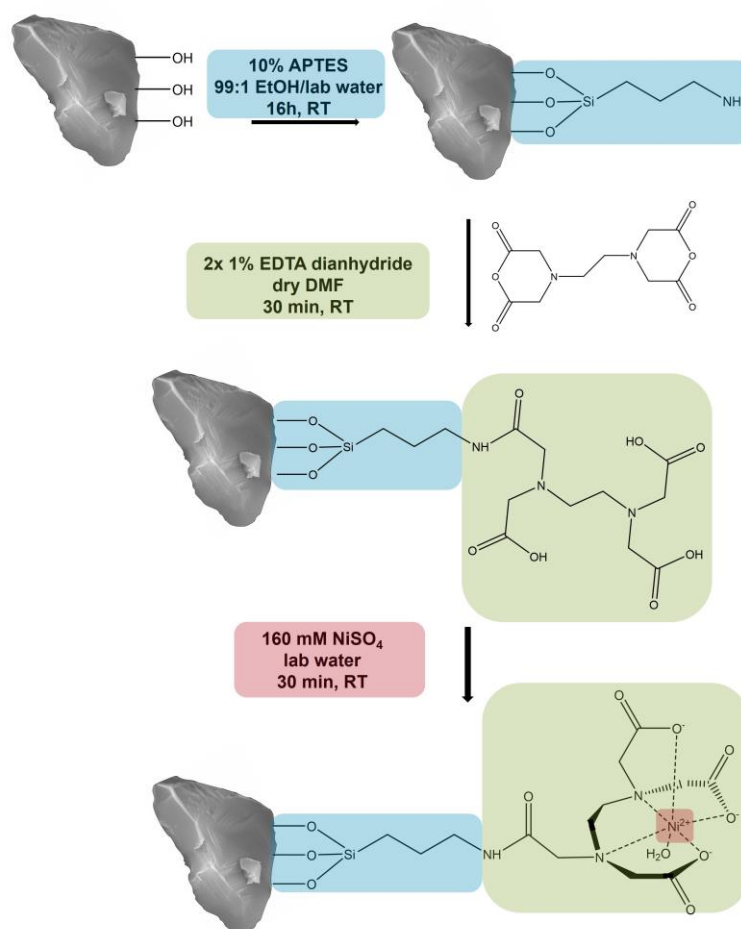 OH
OH
OH
10% APTES
99:1 EtOH/lab water
16h, RT
O
O
O
Si
NH
2x 1% EDTA dianhydride
dry DMF
30 min, RT
O
O
O
N
N
O
O
O
O
O
O
Si
NH
O
N
O
OH
N
HO
O
O
OH
160 mM NiSO₄
lab water
30 min, RT
O
O
O
Si
NH
O
N
N
O
O⁻
O
O⁻
Ni²⁺
H₂O
O⁻
O